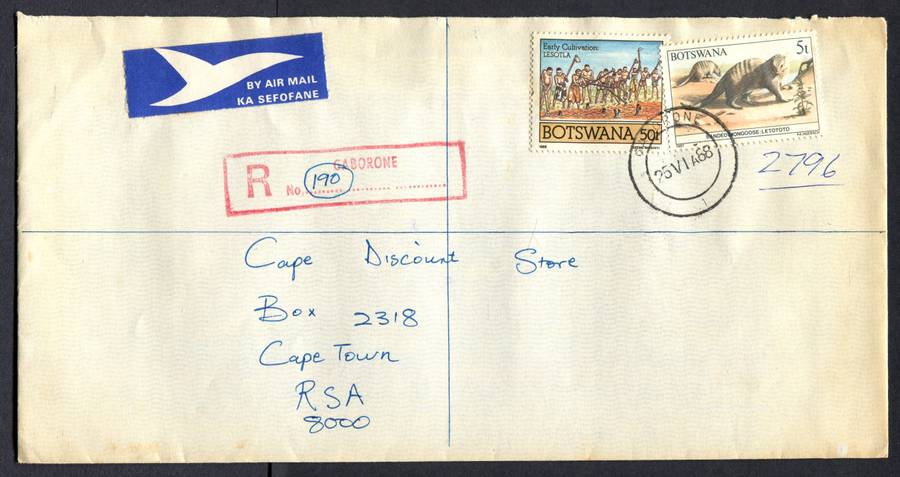 BY AIR MAIL
KA SEFOFANE
Early Cultivation:
LESOTLA
BOTSWANA 50t
BOTSWANA 5t
BANDED MONGOOSE : LETOTOTO
GABORONE
25 VI 88
2796
GABORONE
R No. 190
Cape Discount Store
Box 2318
Cape Town
RSA
8000